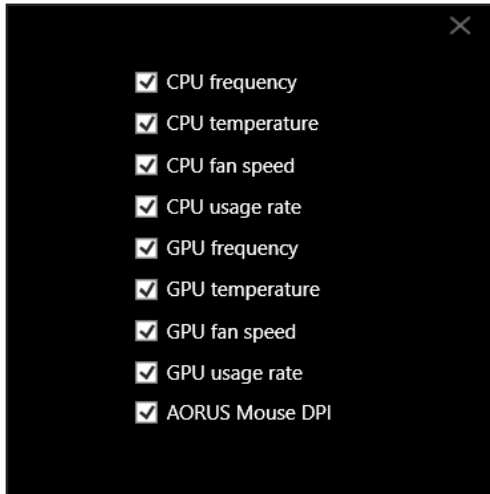 CPU frequency
CPU temperature
CPU fan speed
CPU usage rate
GPU frequency
GPU temperature
GPU fan speed
GPU usage rate
AORUS Mouse DPI